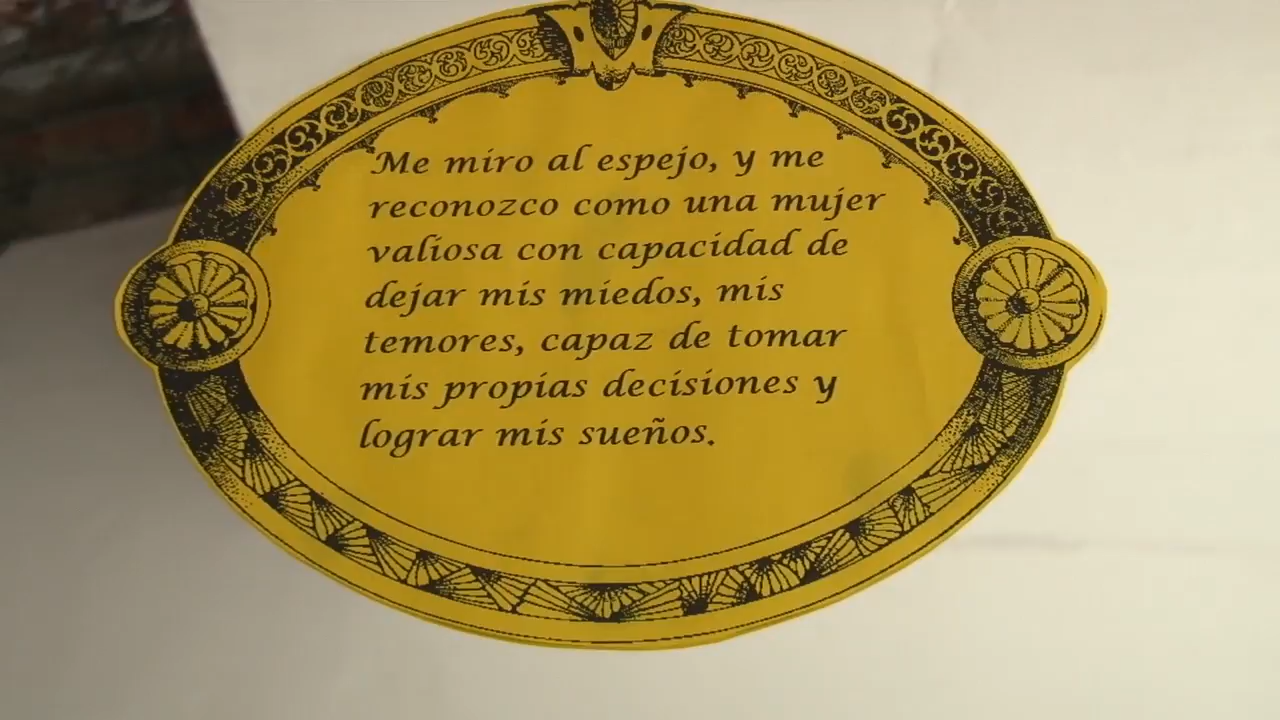 Me miro al espejo, y me
reconozco como una mujer
valiosa con capacidad de
dejar mis miedos, mis
temores, capaz de tomar
mis propias decisiones y
lograr mis sueños.